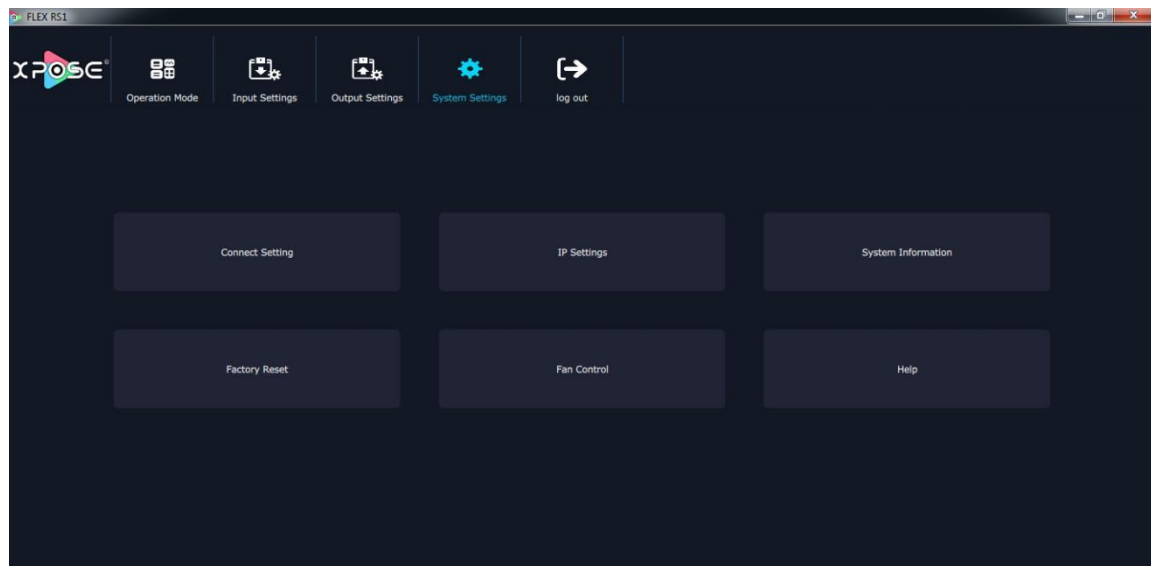 FLEX RS1
XPOSE®
Operation Mode
Input Settings
Output Settings
System Settings
log out
Connect Setting
IP Settings
System Information
Factory Reset
Fan Control
Help